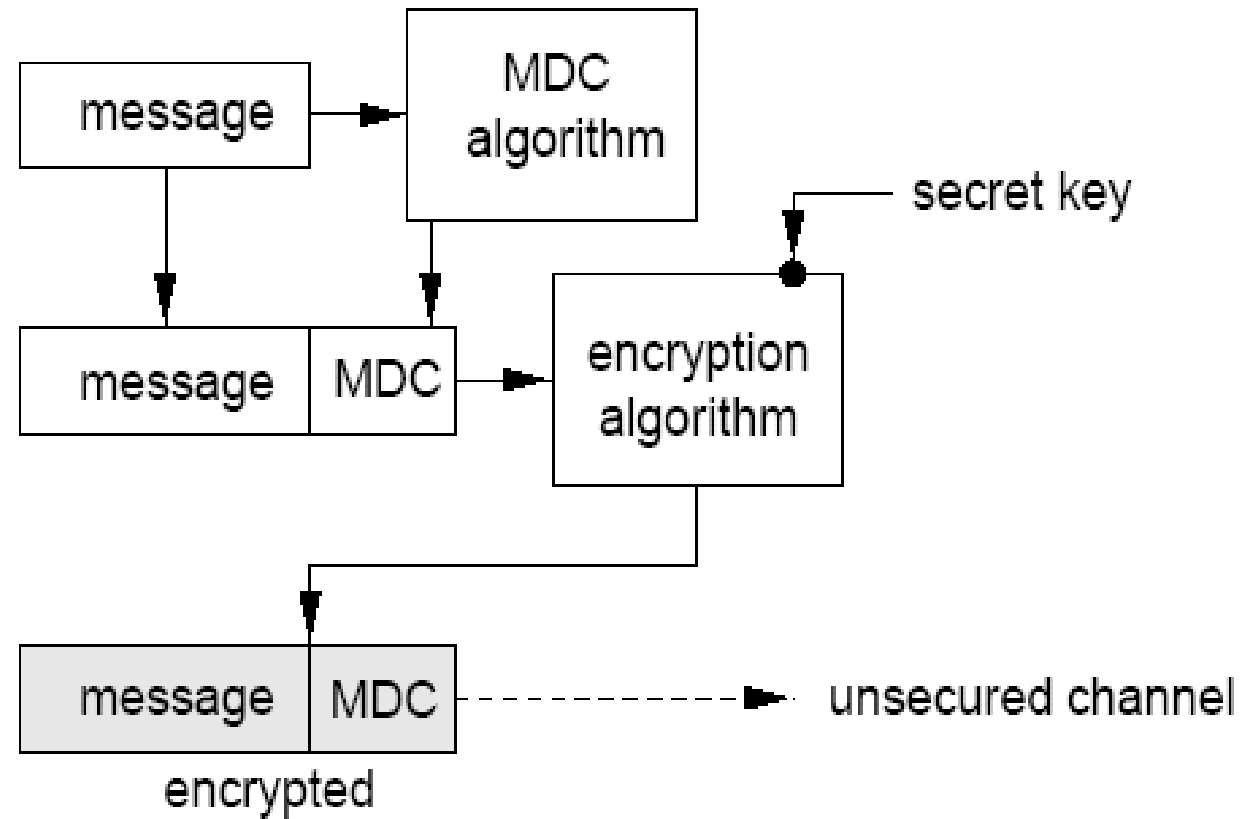 message
MDC
algorithm
secret key
message
MDC
encryption
algorithm
message
MDC
unsecured channel
encrypted